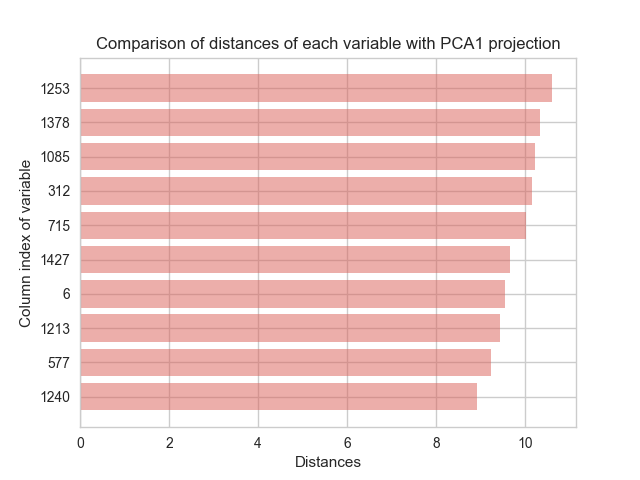 Comparison of distances of each variable with PCA1 projection
Column index of variable
1253
1378
1085
312
715
1427
6
1213
577
1240
0 2 4 6 8 10
Distances